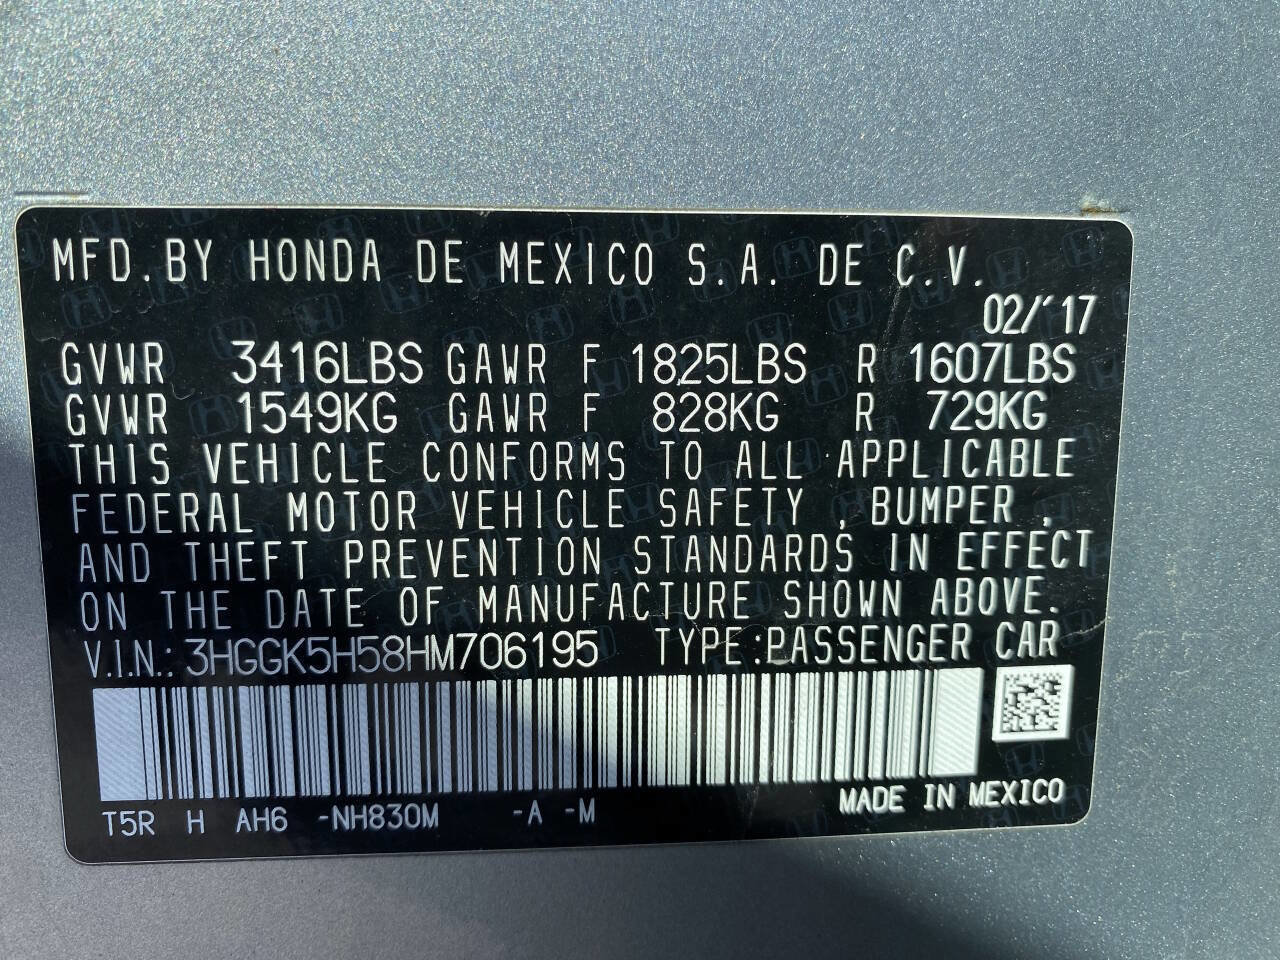 MFD.BY HONDA DE MEXICO S.A. DE C.V.
02/'17
GVWR 3416LBS GAWR F 1825LBS R 1607LBS
GVWR 1549KG GAWR F 828KG R 729KG
THIS VEHICLE CONFORMS TO ALL APPLICABLE
FEDERAL MOTOR VEHICLE SAFETY , BUMPER ,
AND THEFT PREVENTION STANDARDS IN EFFECT
ON THE DATE OF MANUFACTURE SHOWN ABOVE.
V.I.N.: 3HGGK5H58HM706195 TYPE:PASSENGER CAR
MADE IN MEXICO
T5R H AH6 -NH830M -A -M